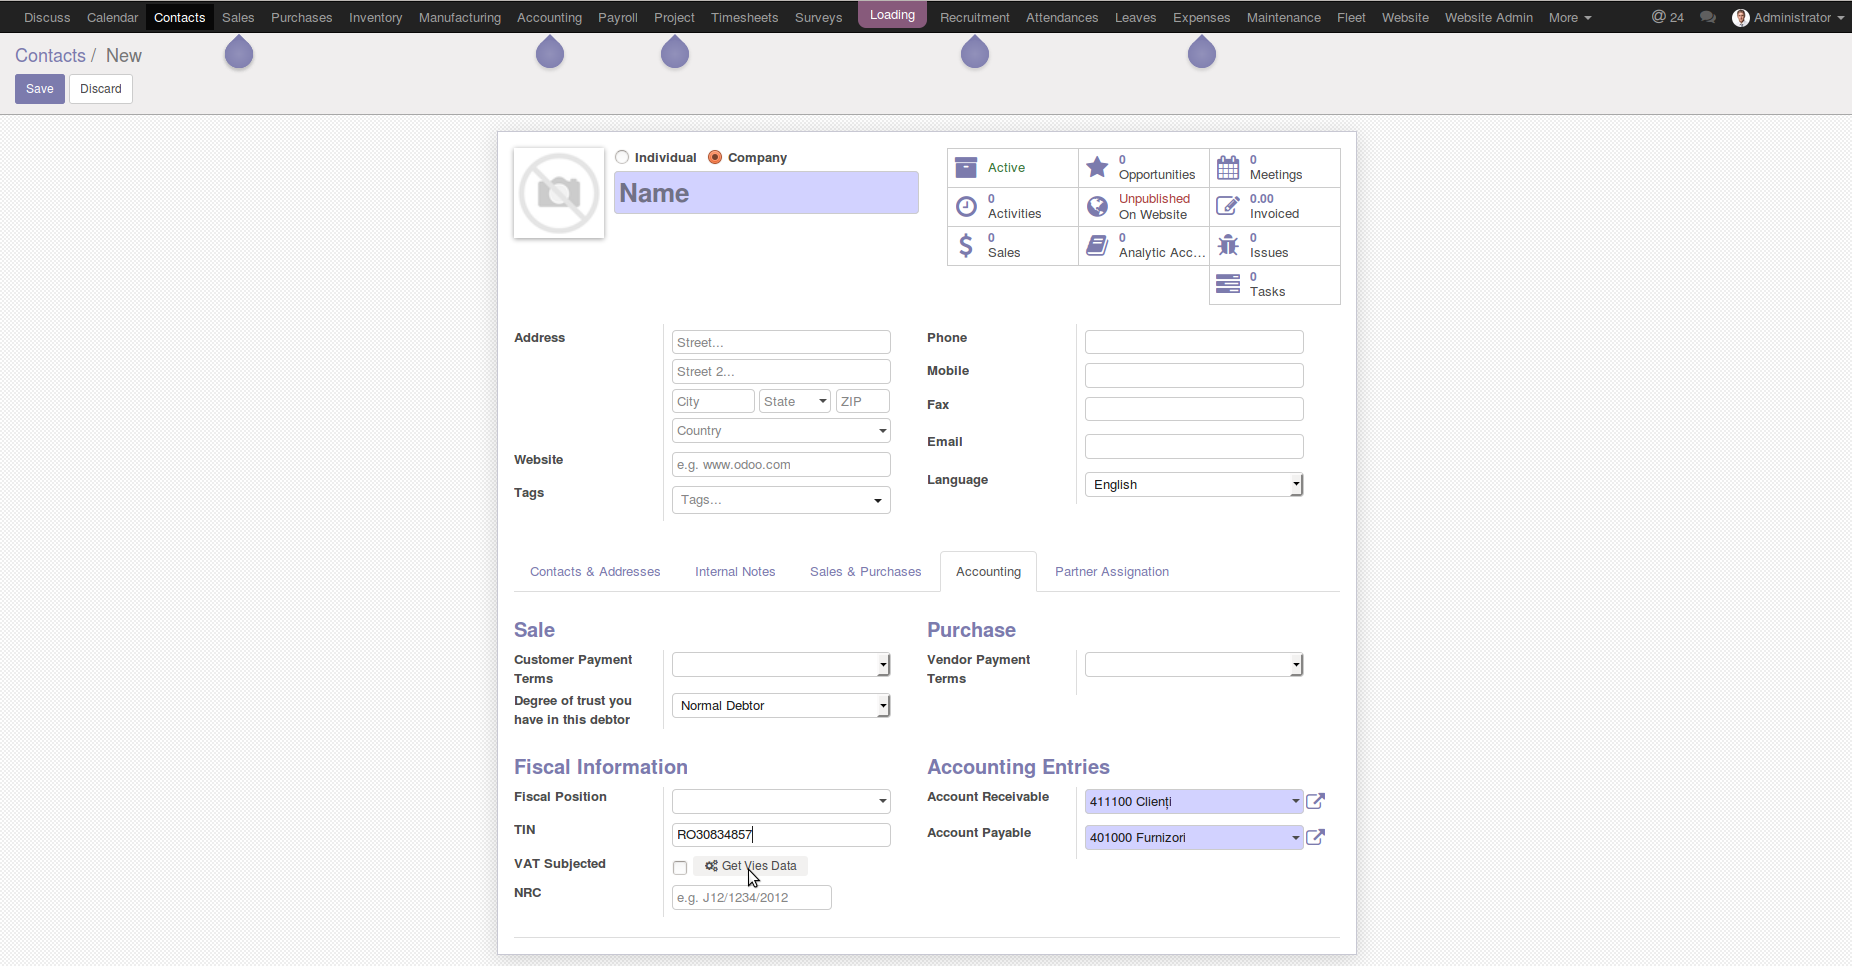 Discuss Calendar Contacts Sales Purchases Inventory Manufacturing Accounting Payroll Project Timesheets Surveys Loading Recruitment Attendances Leaves Expenses Maintenance Fleet Website Website Admin More @ 24 Administrator
Contacts / New
Save Discard
Individual Company
Name
Active
0
Opportunities
0
Meetings
0
Activities
Unpublished
On Website
0.00
Invoiced
0
Sales
0
Analytic Acc...
0
Issues
0
Tasks
Address Street...
Street 2...
City State ZIP
Country
Website e.g. www.odoo.com
Tags Tags...
Phone
Mobile
Fax
Email
Language English
Contacts & Addresses Internal Notes Sales & Purchases Accounting Partner Assignation
Sale
Customer Payment
Terms
Degree of trust you
have in this debtor
Normal Debtor
Purchase
Vendor Payment
Terms
Fiscal Information
Fiscal Position
TIN RO30834857
VAT Subjected Get Vies Data
NRC e.g. J12/1234/2012
Accounting Entries
Account Receivable 411100 Clienți
Account Payable 401000 Furnizori